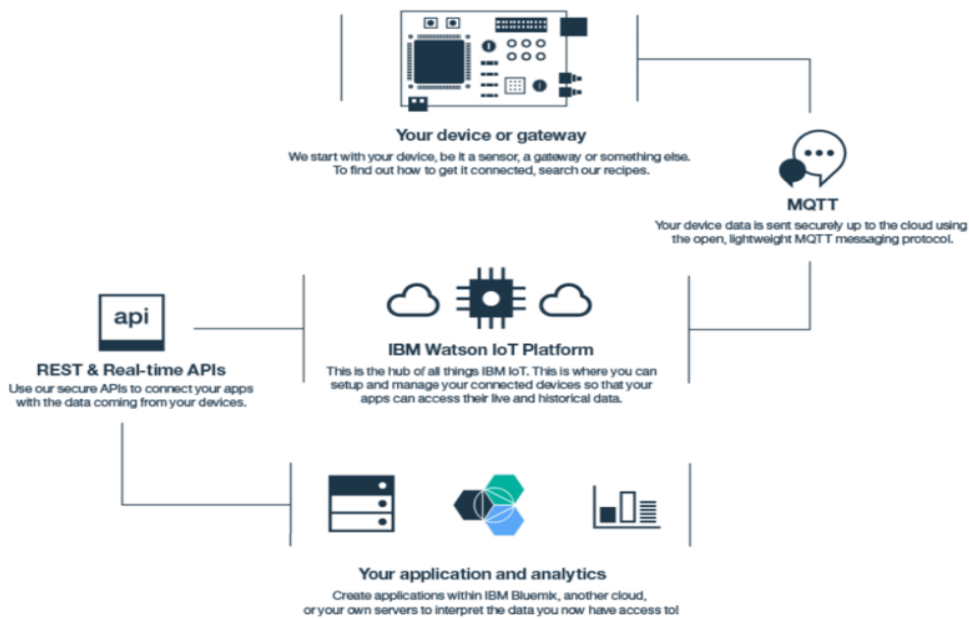 Your device or gateway
We start with your device, be it a sensor, a gateway or something else.
To find out how to get it connected, search our recipes.
MQTT
Your device data is sent securely up to the cloud using
the open, lightweight MQTT messaging protocol.
api
REST & Real-time APIs
Use our secure APIs to connect your apps
with the data coming from your devices.
IBM Watson IoT Platform
This is the hub of all things IBM IoT. This is where you can
setup and manage your connected devices so that your
apps can access their live and historical data.
Your application and analytics
Create applications within IBM Bluemix, another cloud,
or your own servers to interpret the data you now have access to!